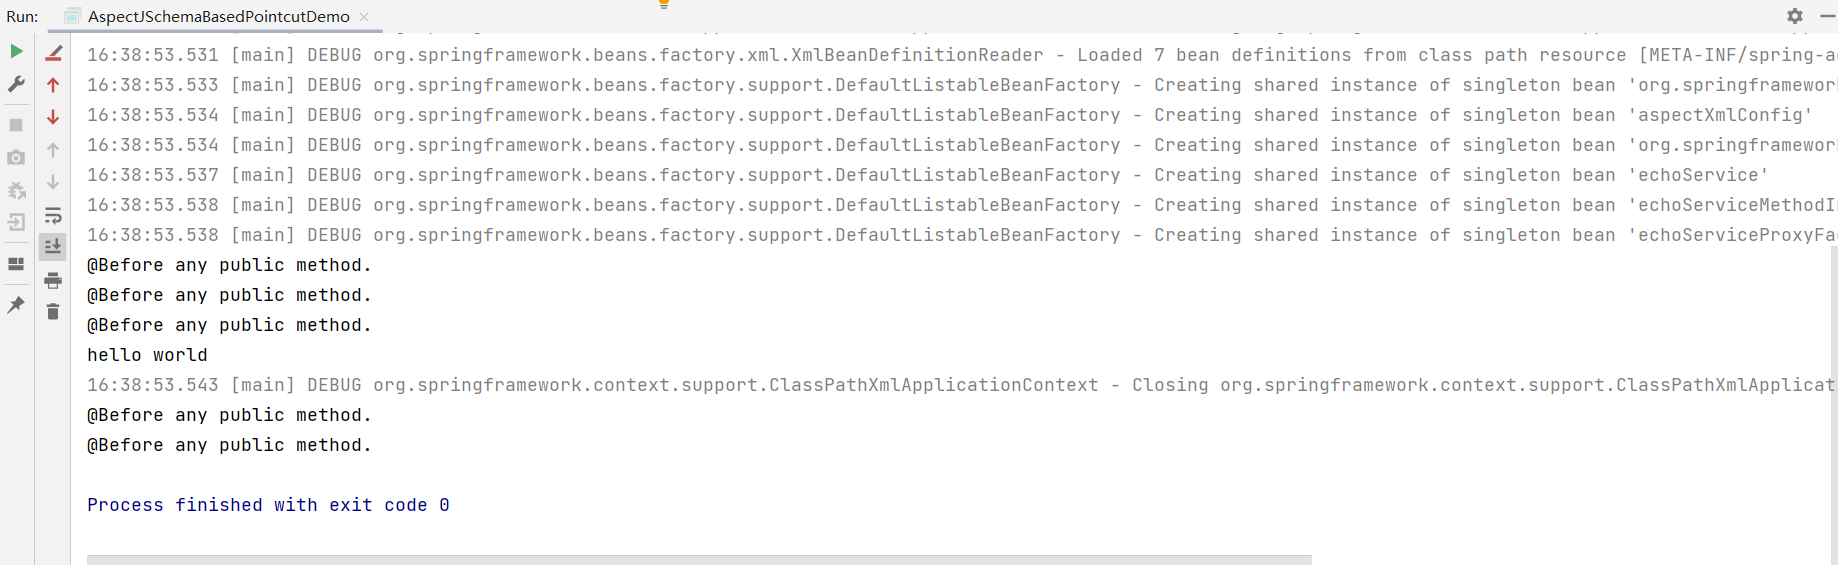 Run: AspectJSchemaBasedPointcutDemo
16:38:53.531 [main] DEBUG org.springframework.beans.factory.xml.XmlBeanDefinitionReader - Loaded 7 bean definitions from class path resource [META-INF/spring-a
16:38:53.533 [main] DEBUG org.springframework.beans.factory.support.DefaultListableBeanFactory - Creating shared instance of singleton bean 'org.springframework
16:38:53.534 [main] DEBUG org.springframework.beans.factory.support.DefaultListableBeanFactory - Creating shared instance of singleton bean 'aspectXmlConfig'
16:38:53.534 [main] DEBUG org.springframework.beans.factory.support.DefaultListableBeanFactory - Creating shared instance of singleton bean 'org.springframework
16:38:53.537 [main] DEBUG org.springframework.beans.factory.support.DefaultListableBeanFactory - Creating shared instance of singleton bean 'echoService'
16:38:53.538 [main] DEBUG org.springframework.beans.factory.support.DefaultListableBeanFactory - Creating shared instance of singleton bean 'echoServiceMethodI
16:38:53.538 [main] DEBUG org.springframework.beans.factory.support.DefaultListableBeanFactory - Creating shared instance of singleton bean 'echoServiceProxyFa
@Before any public method.
@Before any public method.
@Before any public method.
hello world
16:38:53.543 [main] DEBUG org.springframework.context.support.ClassPathXmlApplicationContext - Closing org.springframework.context.support.ClassPathXmlApplicat
@Before any public method.
@Before any public method.
Process finished with exit code 0